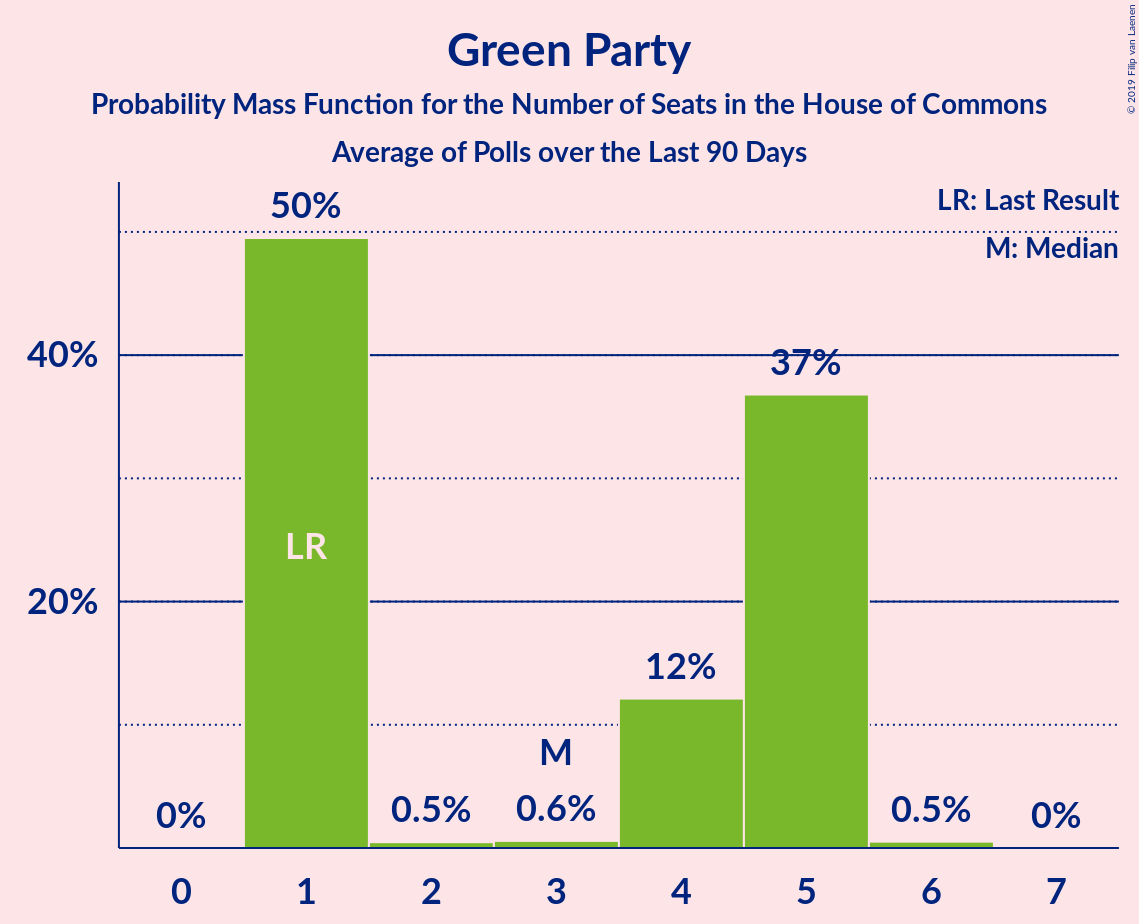 Green Party
Probability Mass Function for the Number of Seats in the House of Commons
Average of Polls over the Last 90 Days
© 2019 Filip van Laenen
LR: Last Result
M: Median
50%
40%
37%
LR
20%
12%
M
0%
0.5%
0.6%
0.5%
0%
0 1 2 3 4 5 6 7